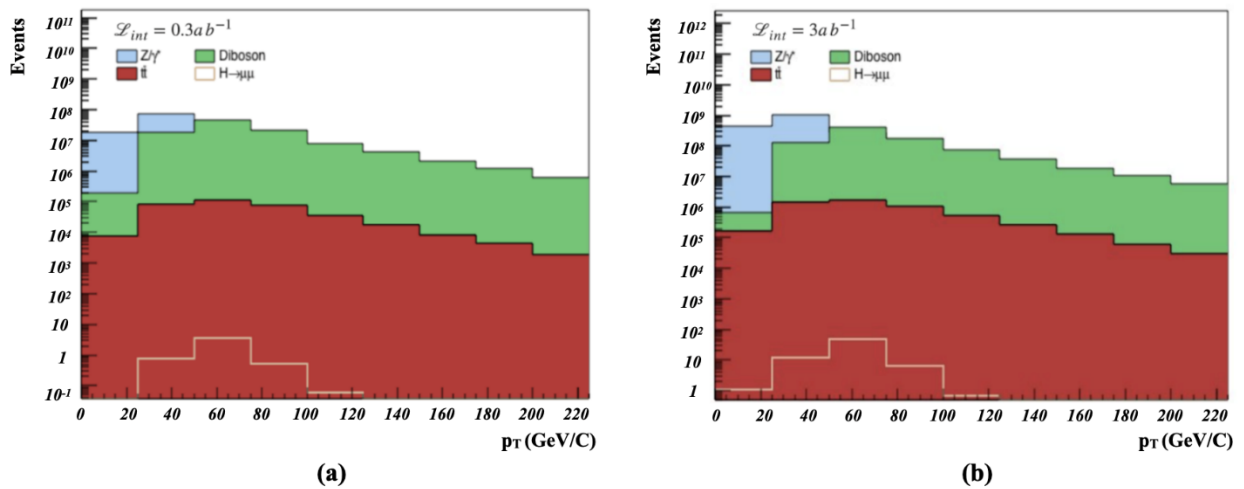 ℒint = 0.3ab⁻¹
Z/γ* Diboson
tt̄ H→μμ
Events
10¹¹
10¹⁰
10⁹
10⁸
10⁷
10⁶
10⁵
10⁴
10³
10²
10
1
10⁻¹
0 20 40 60 80 100 120 140 160 180 200 220
pT (GeV/C)
(a)
ℒint = 3ab⁻¹
Z/γ* Diboson
tt̄ H→μμ
Events
10¹²
10¹¹
10¹⁰
10⁹
10⁸
10⁷
10⁶
10⁵
10⁴
10³
10²
10
1
0 20 40 60 80 100 120 140 160 180 200 220
pT (GeV/C)
(b)